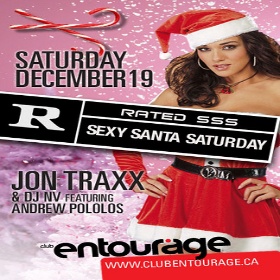 SATURDAY
DECEMBER 19
R
RATED SSS
SEXY SANTA SATURDAY
JON TRAXX
& DJ NV FEATURING
ANDREW POLOLOS
club
entourage
WWW.CLUBENTOURAGE.CA